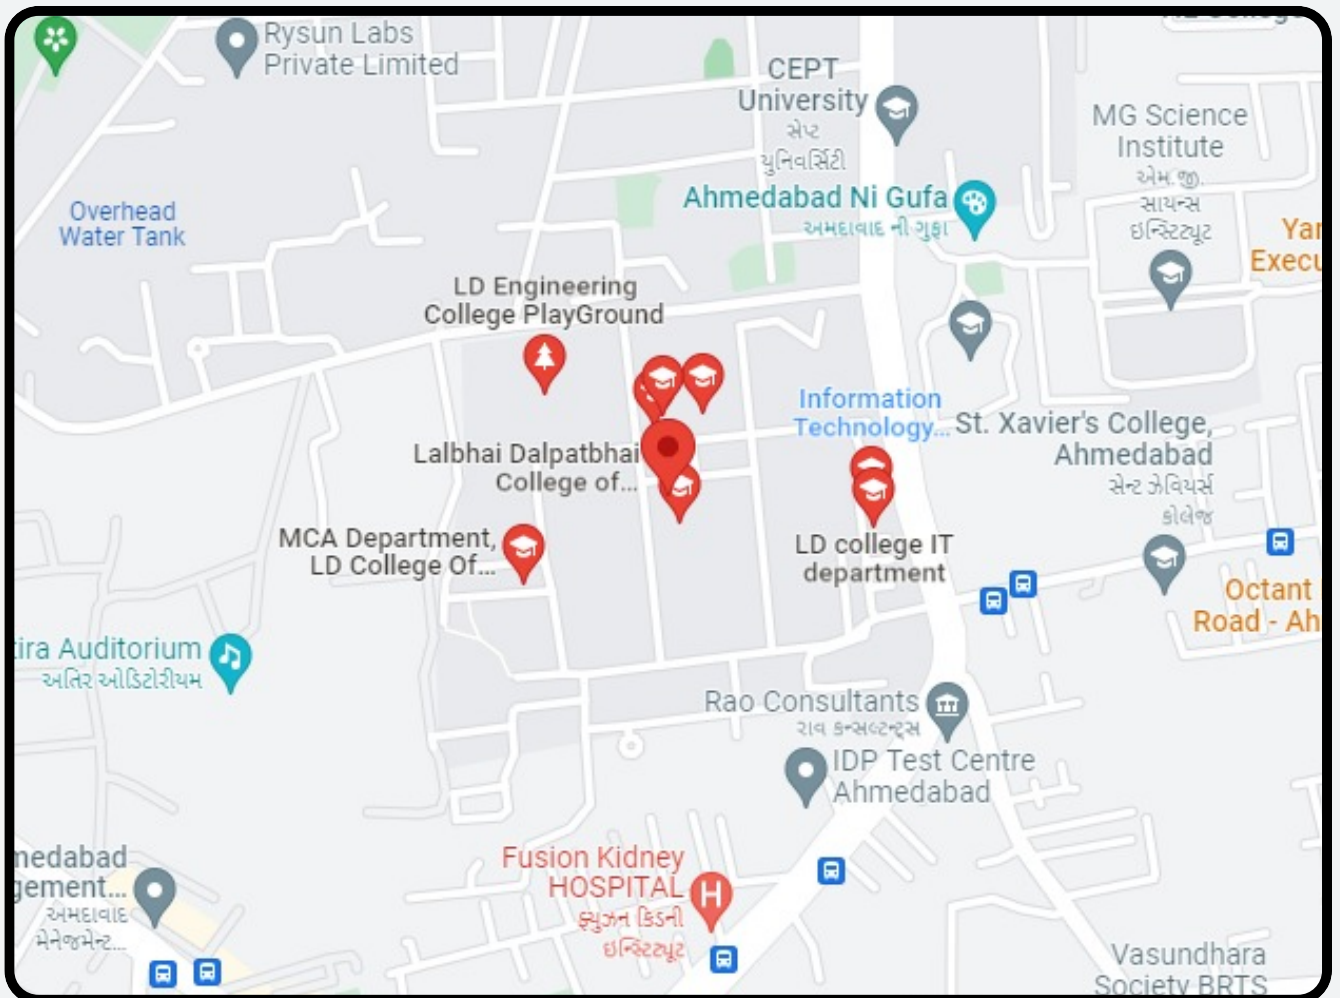 Rysun Labs
Private Limited
CEPT
University
સેપ્ટ
યુનિવર્સિટી
MG Science
Institute
એમ.જી.
સાયન્સ
ઇન્સ્ટિટ્યૂટ
Ahmedabad Ni Gufa
અમદાવાદ ની ગુફા
Overhead
Water Tank
LD Engineering
College PlayGround
Information
Technology...
St. Xavier's College,
Ahmedabad
સેન્ટ ઝેવિયર્સ
કોલેજ
Lalbhai Dalpatbhai
College of...
MCA Department,
LD College Of...
LD college IT
department
Octant
Road - Ah
tira Auditorium
અતિર ઓડિટોરીયમ
Rao Consultants
રાવ કન્સલ્ટન્ટ્સ
IDP Test Centre
Ahmedabad
Fusion Kidney
HOSPITAL
ફ્યુઝન કિડની
ઇન્સ્ટિટ્યૂટ
H
medabad
gement...
અમદાવાદ
મેનેજમેન્ટ...
Vasundhara
Society BRTS